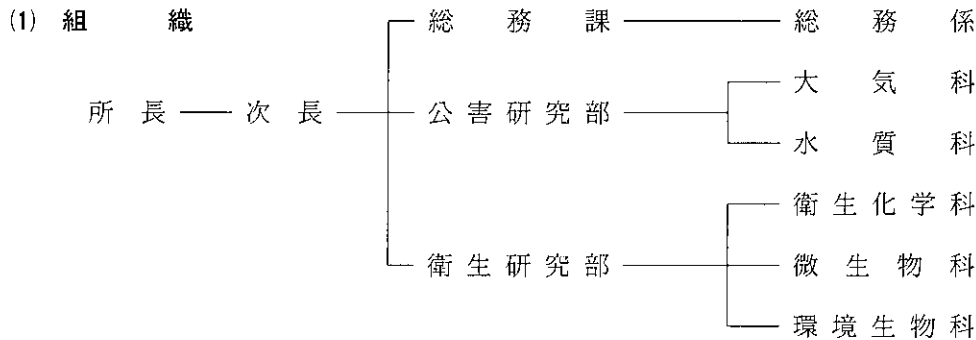 (1) 組織
総務課 総務係
大気科
所長 次長 公害研究部
水質科
衛生化学科
衛生研究部 微生物科
環境生物科